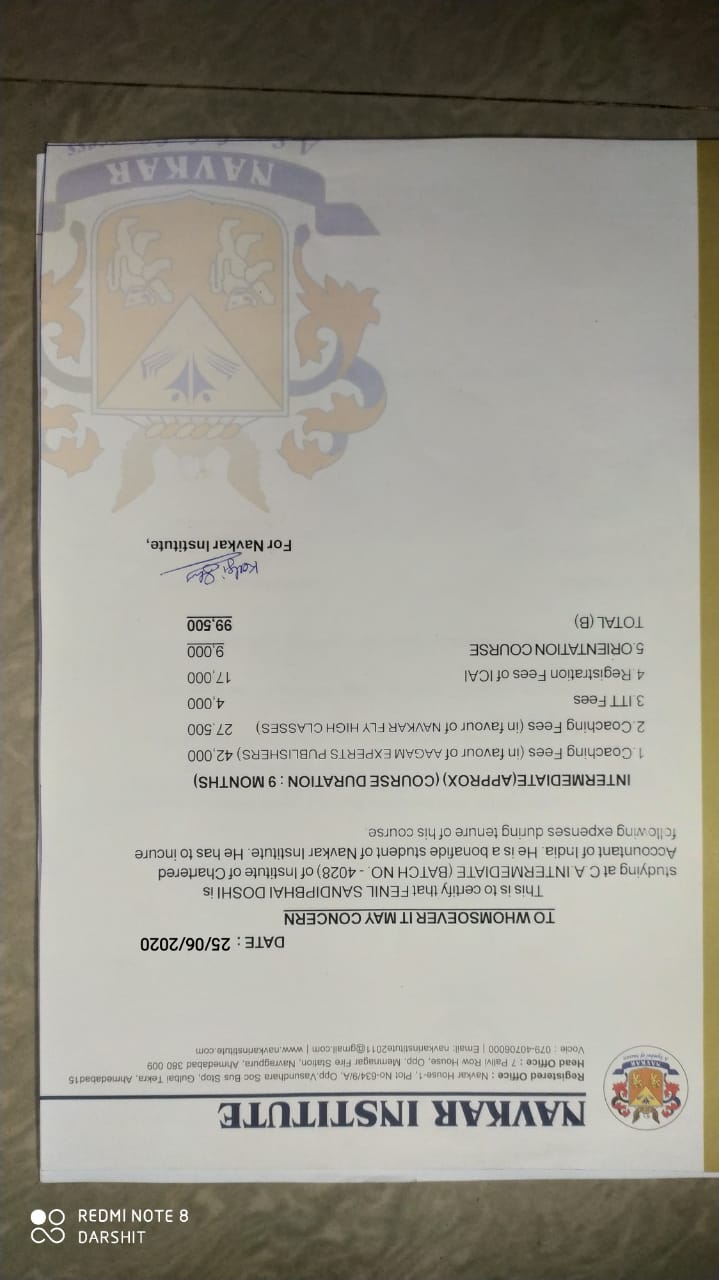 REDMI NOTE 8
DARSHIT
NAVKAR INSTITUTE
Registered Office : Navkar House-1, Plot No-634/9/A, Opp.Vasundhara Soc Bus Stop, Gulbai Tekra, Ahmedabad15
Head Office : 7 Pallvi Row House, Opp. Memnagar Fire Station, Navragpura, Ahmedabad 380 009
Vocie : 079-40706000 | Email: navkarinstitute2011@gmail.com | www.navkarinstitute.com
NAVKAR
DATE : 25/06/2020
TO WHOMSOEVER IT MAY CONCERN
This is to certify that FENIL SANDIPBHAI DOSHI is
studying at C.A.INTERMEDIATE (BATCH NO. - 4028) of Institute of Chartered
Accountant of India. He is a bonafide student of Navkar Institute. He has to incure
following expenses during tenure of his course.
INTERMEDIATE(APPROX) (COURSE DURATION : 9 MONTHS)
1.Coaching Fees (in favour of AAGAM EXPERTS PUBLISHERS) 42,000
2.Coaching Fees (in favour of NAVKAR FLY HIGH CLASSES) 27,500
3.ITT Fees 4,000
4.Registration Fees of ICAI 17,000
5.ORIENTATION COURSE 9,000
TOTAL (B) 99,500
For Navkar Institute,
NAVKAR